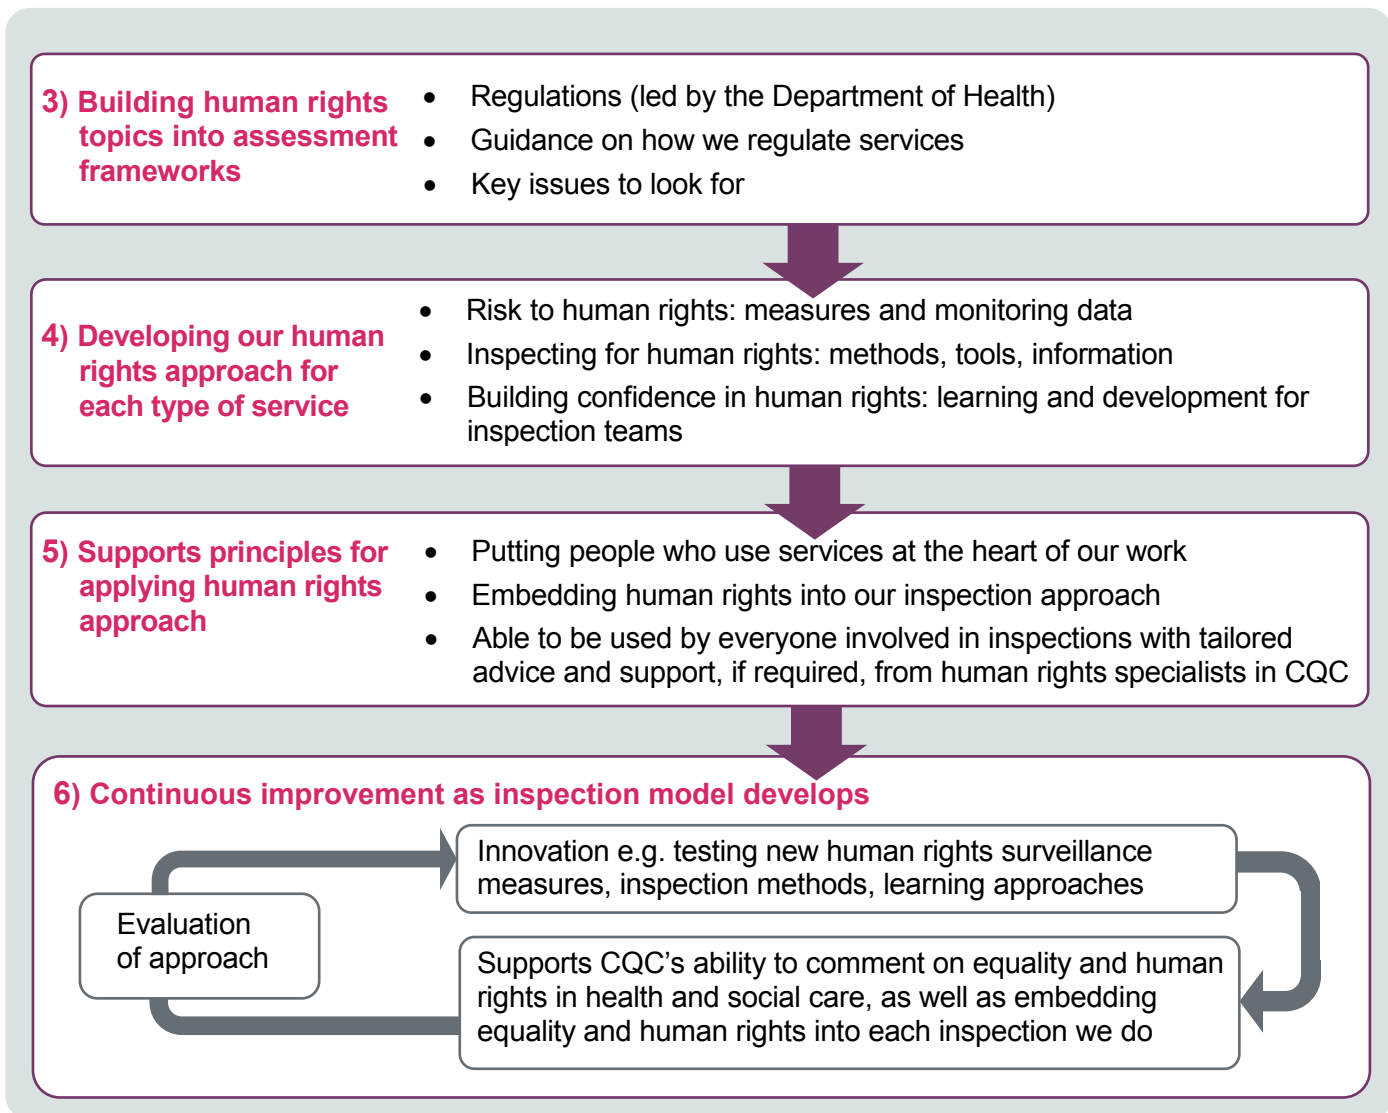 3) Building human rights
topics into assessment
frameworks
• Regulations (led by the Department of Health)
• Guidance on how we regulate services
• Key issues to look for
4) Developing our human
rights approach for
each type of service
• Risk to human rights: measures and monitoring data
• Inspecting for human rights: methods, tools, information
• Building confidence in human rights: learning and development for
inspection teams
5) Supports principles for
applying human rights
approach
• Putting people who use services at the heart of our work
• Embedding human rights into our inspection approach
• Able to be used by everyone involved in inspections with tailored
advice and support, if required, from human rights specialists in CQC
6) Continuous improvement as inspection model develops
Innovation e.g. testing new human rights surveillance
measures, inspection methods, learning approaches
Evaluation
of approach
Supports CQC’s ability to comment on equality and human
rights in health and social care, as well as embedding
equality and human rights into each inspection we do